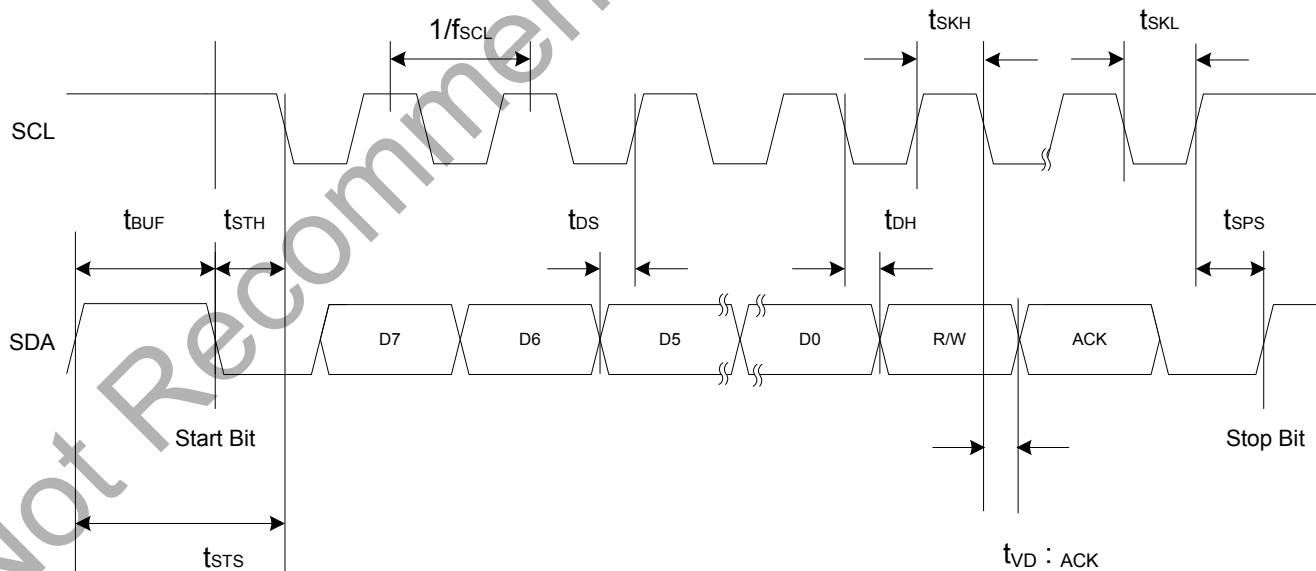 1/fSCL
tSKH
tSKL
SCL
tBUF
tSTH
tDS
tDH
tSPS
SDA
D7
D6
D5
D0
R/W
ACK
Start Bit
Stop Bit
tSTS
tVD : ACK
Not Recomme